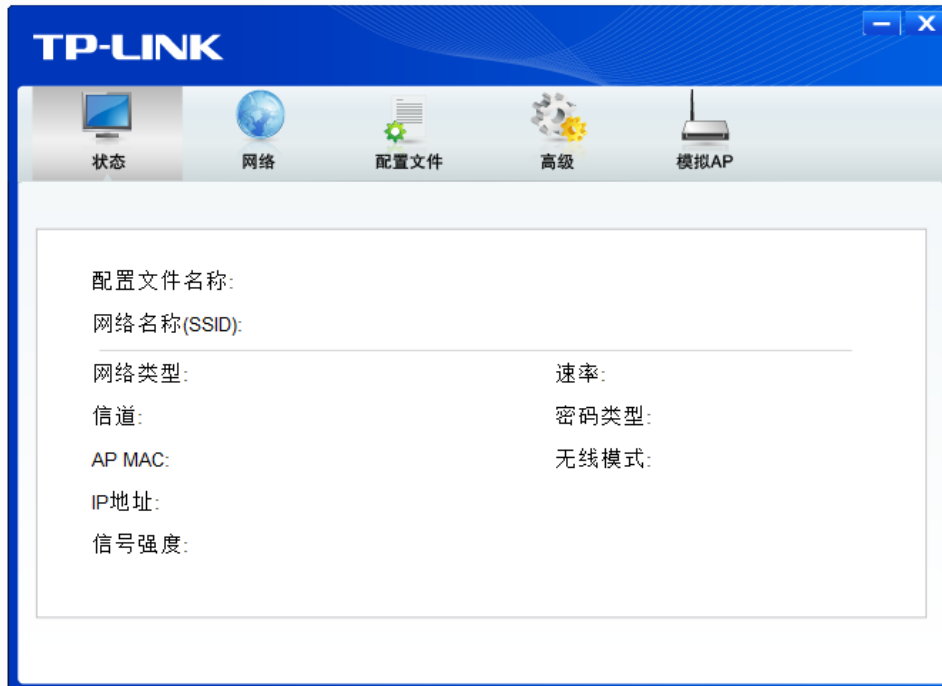 TP-LINK
状态 网络 配置文件 高级 模拟AP
配置文件名称:
网络名称(SSID):
网络类型: 速率:
信道: 密码类型:
AP MAC: 无线模式:
IP地址:
信号强度: